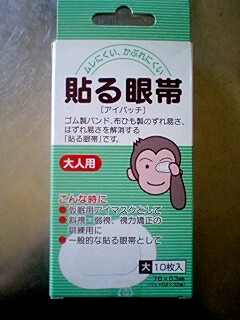 ムレにくい、かぶれにくい
貼る眼帯
[アイパッチ]
ゴム製バンド、布ひも製のずれ易さ、
はずれ易さを解消する
「貼る眼帯」です。
大人用
こんな時に
●仮眠用アイマスクとして
●斜視・弱視、視力矯正の
訓練用に
●一般的な貼る眼帯として
大 10枚入